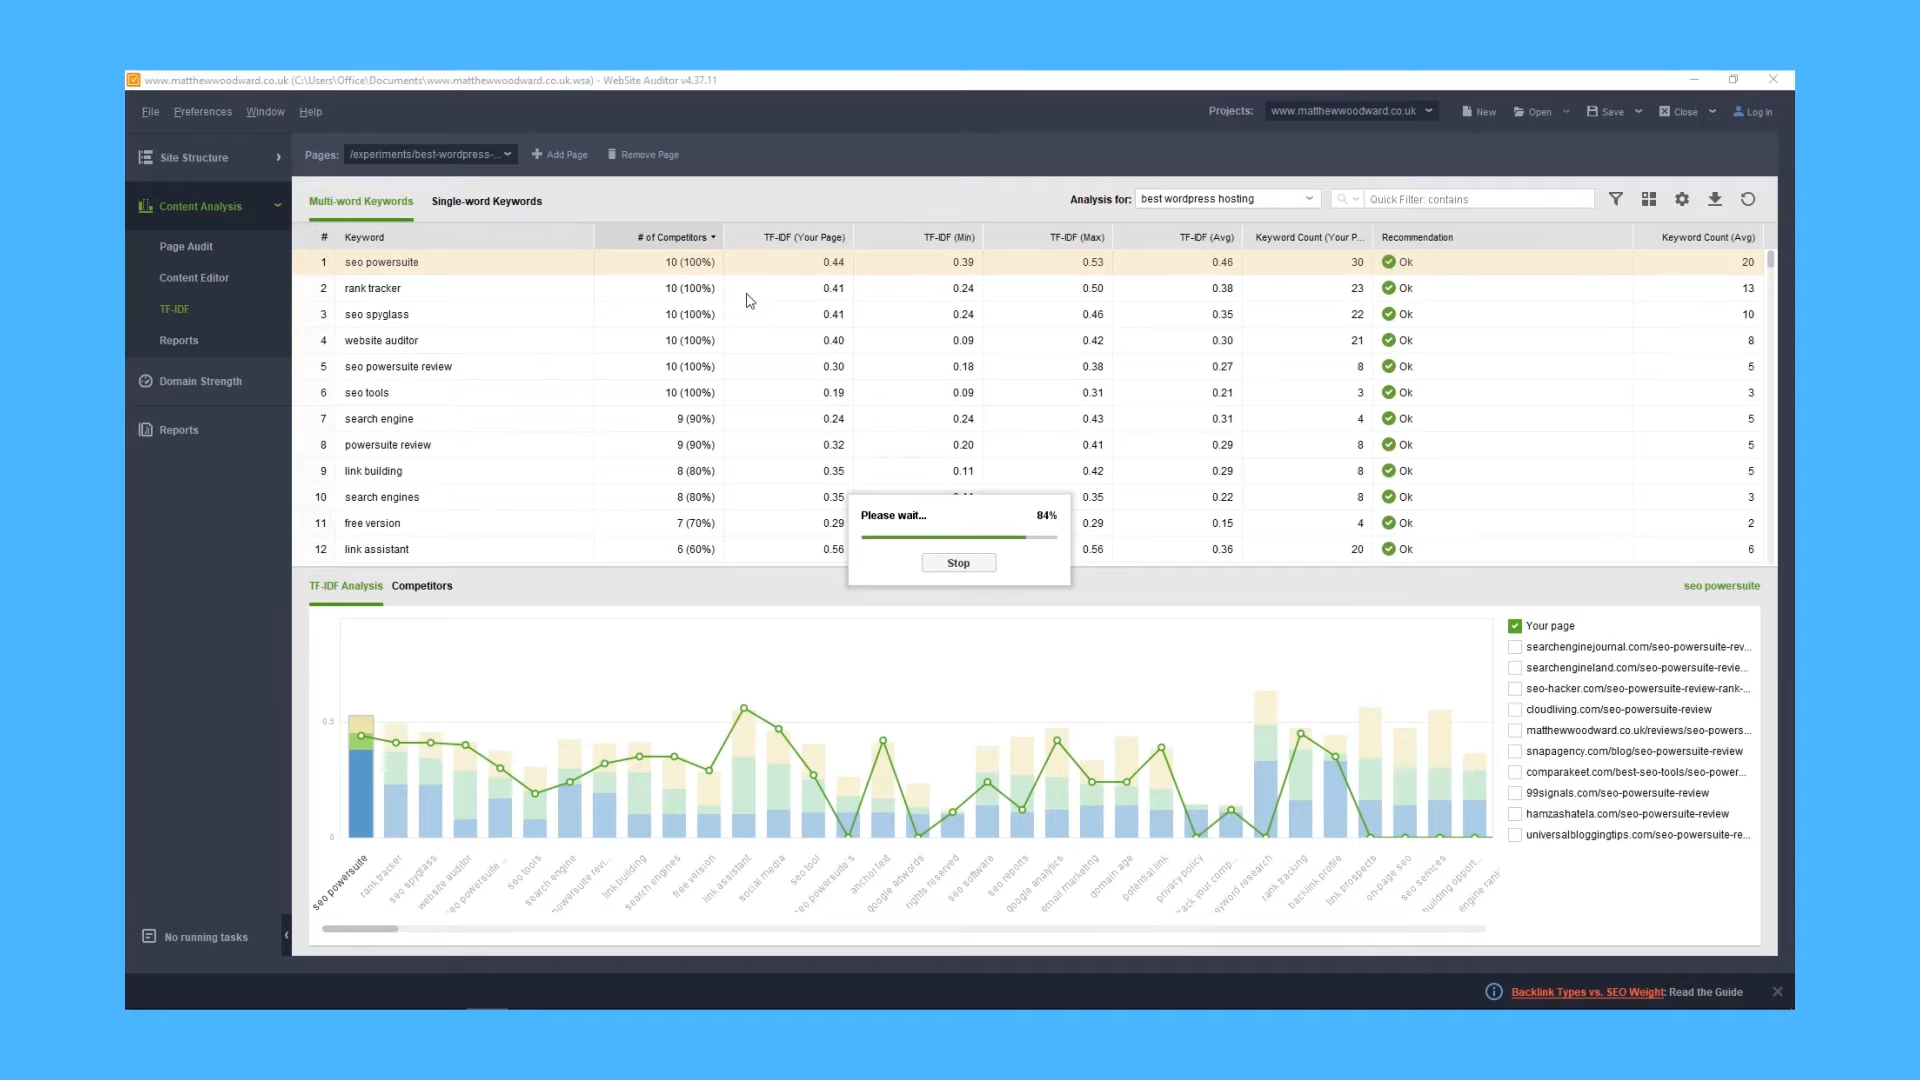 www.matthewwoodward.co.uk (C:\Users\Office\Documents\www.matthewwoodward.co.uk.wsa) - WebSite Auditor v4.37.11
File Preferences Window Help
Projects: www.matthewwoodward.co.uk New Open Save Close Log In
Site Structure
Pages: /experiments/best-wordpress-... Add Page Remove Page
Content Analysis
Page Audit
Content Editor
TF-IDF
Reports
Domain Strength
Reports
Multi-word Keywords Single-word Keywords
Analysis for: best wordpress hosting Quick Filter: contains
# Keyword # of Competitors TF-IDF (Your Page) TF-IDF (Min) TF-IDF (Max) TF-IDF (Avg) Keyword Count (Your P... Recommendation Keyword Count (Avg)
1 seo powersuite 10 (100%) 0.44 0.39 0.53 0.46 30 Ok 20
2 rank tracker 10 (100%) 0.41 0.24 0.50 0.38 23 Ok 13
3 seo spyglass 10 (100%) 0.41 0.24 0.46 0.35 22 Ok 10
4 website auditor 10 (100%) 0.40 0.09 0.42 0.30 21 Ok 8
5 seo powersuite review 10 (100%) 0.30 0.18 0.38 0.27 8 Ok 5
6 seo tools 10 (100%) 0.19 0.09 0.31 0.21 3 Ok 3
7 search engine 9 (90%) 0.24 0.24 0.43 0.31 4 Ok 5
8 powersuite review 9 (90%) 0.32 0.20 0.41 0.29 8 Ok 5
9 link building 8 (80%) 0.35 0.11 0.42 0.29 8 Ok 5
10 search engines 8 (80%) 0.35 0.35 0.22 8 Ok 3
11 free version 7 (70%) 0.29 0.29 0.15 4 Ok 2
12 link assistant 6 (60%) 0.56 0.56 0.36 20 Ok 6
Please wait... 84%
Stop
TF-IDF Analysis Competitors seo powersuite
0.5
0
Your page
searchenginejournal.com/seo-powersuite-rev...
searchengineland.com/seo-powersuite-revie...
seo-hacker.com/seo-powersuite-review-rank-...
cloudliving.com/seo-powersuite-review
matthewwoodward.co.uk/reviews/seo-powers...
snapagency.com/blog/seo-powersuite-review
comparakeet.com/best-seo-tools/seo-power...
99signals.com/seo-powersuite-review
hamzashatela.com/seo-powersuite-review
universalbloggingtips.com/seo-powersuite-re...
seo powersuite
rank tracker
seo spyglass
website auditor
eo powersuite...
seo tools
search engine
powersuite revi...
link building
search engines
free version
link assistant
social media
seo tool
eo powersuite's
anchor text
google adwords
rights reserved
seo software
seo reports
google analytics
email marketing
domain age
potential link
privacy policy
rack your comp...
eyword research
rank tracking
backlink profile
link prospects
on-page seo
seo services
building opport...
engine rank
No running tasks
Backlink Types vs. SEO Weight: Read the Guide